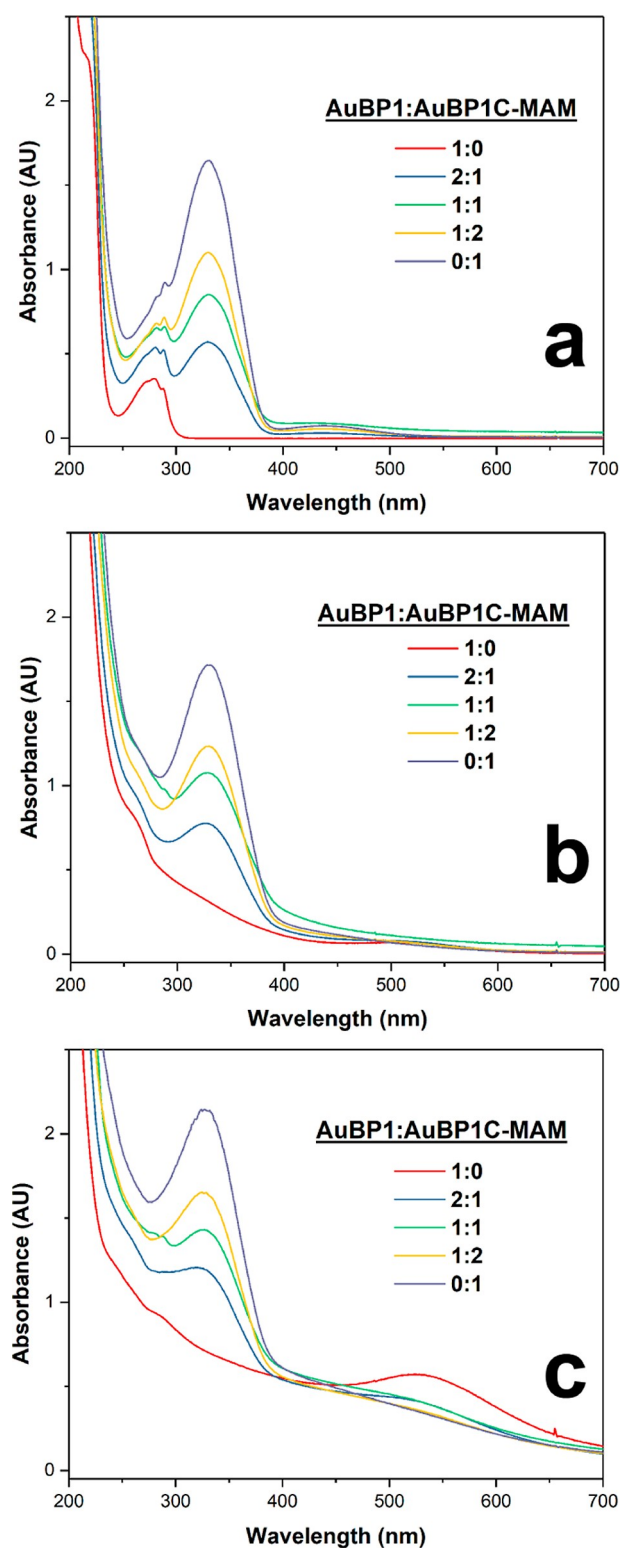 2
1
0
Absorbance (AU)
AuBP1:AuBP1C-MAM
1:0
2:1
1:1
1:2
0:1
a
200 300 400 500 600 700
Wavelength (nm)
2
1
0
Absorbance (AU)
AuBP1:AuBP1C-MAM
1:0
2:1
1:1
1:2
0:1
b
200 300 400 500 600 700
Wavelength (nm)
2
1
0
Absorbance (AU)
AuBP1:AuBP1C-MAM
1:0
2:1
1:1
1:2
0:1
c
200 300 400 500 600 700
Wavelength (nm)